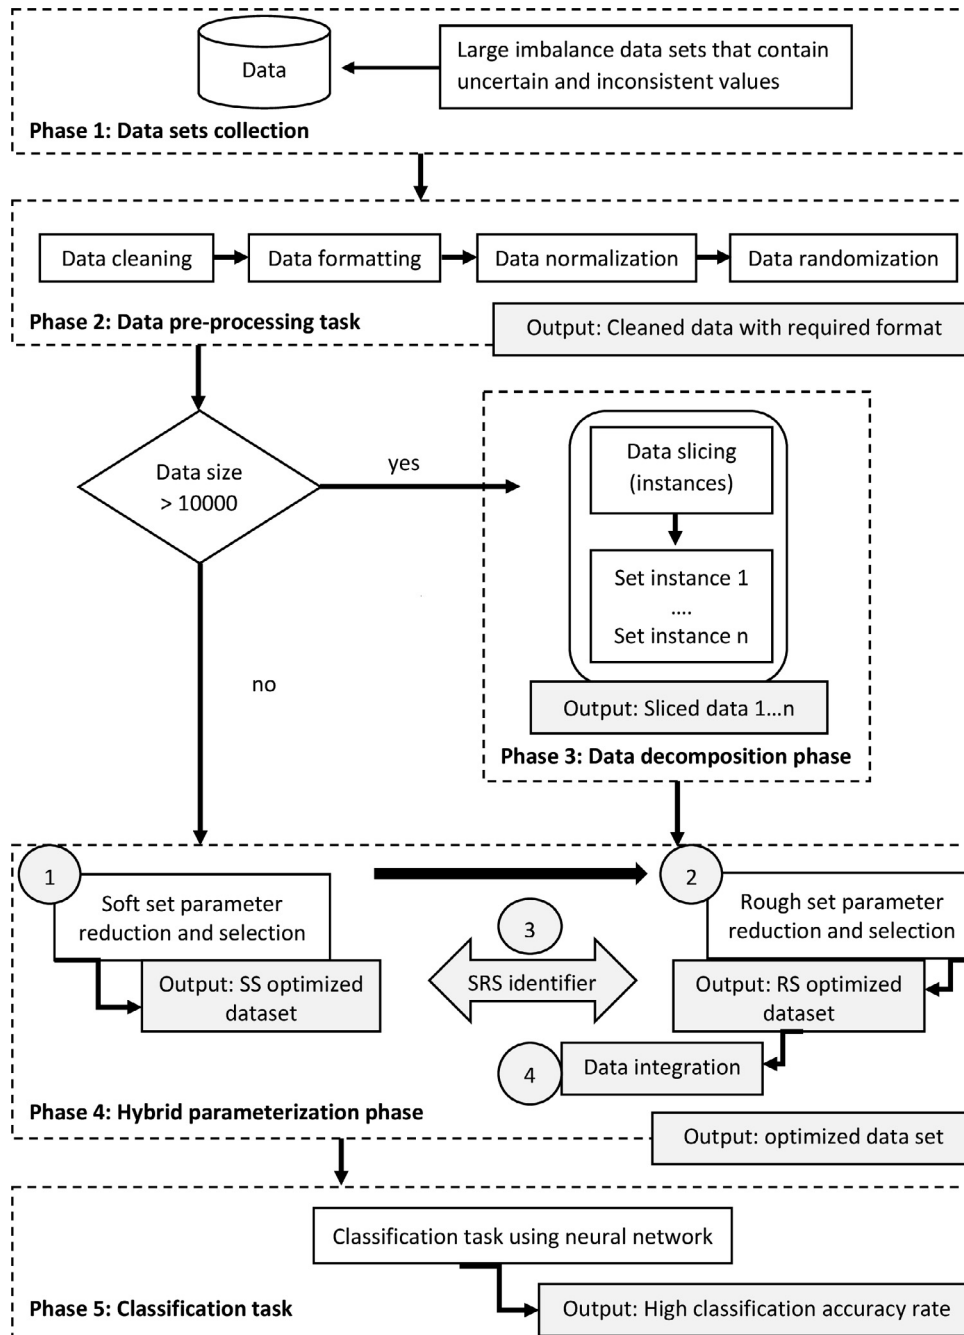 Data
Large imbalance data sets that contain
uncertain and inconsistent values
Phase 1: Data sets collection
Data cleaning
Data formatting
Data normalization
Data randomization
Phase 2: Data pre-processing task
Output: Cleaned data with required format
Data size
> 10000
yes
no
Data slicing
(instances)
Set instance 1
....
Set instance n
Output: Sliced data 1...n
Phase 3: Data decomposition phase
1
Soft set parameter
reduction and selection
Output: SS optimized
dataset
2
Rough set parameter
reduction and selection
Output: RS optimized
dataset
3
SRS identifier
4
Data integration
Phase 4: Hybrid parameterization phase
Output: optimized data set
Classification task using neural network
Phase 5: Classification task
Output: High classification accuracy rate